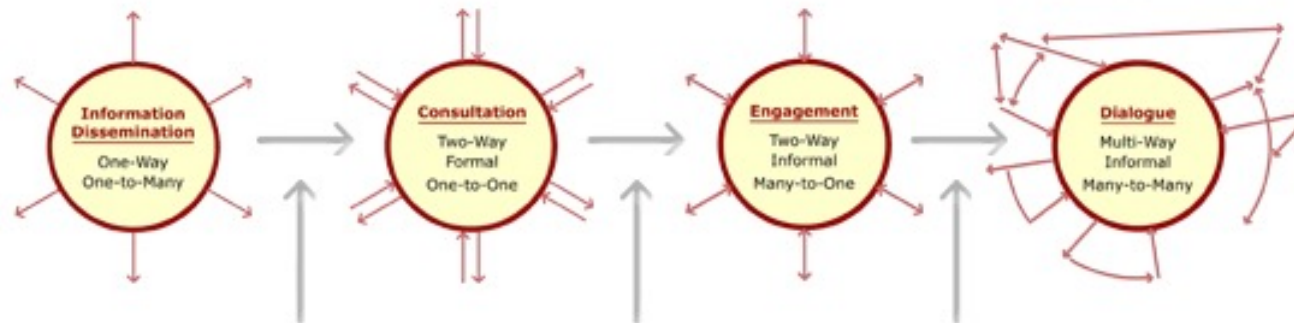 Information
Dissemination
One-Way
One-to-Many
Consultation
Two-Way
Formal
One-to-One
Engagement
Two-Way
Informal
Many-to-One
Dialogue
Multi-Way
Informal
Many-to-Many